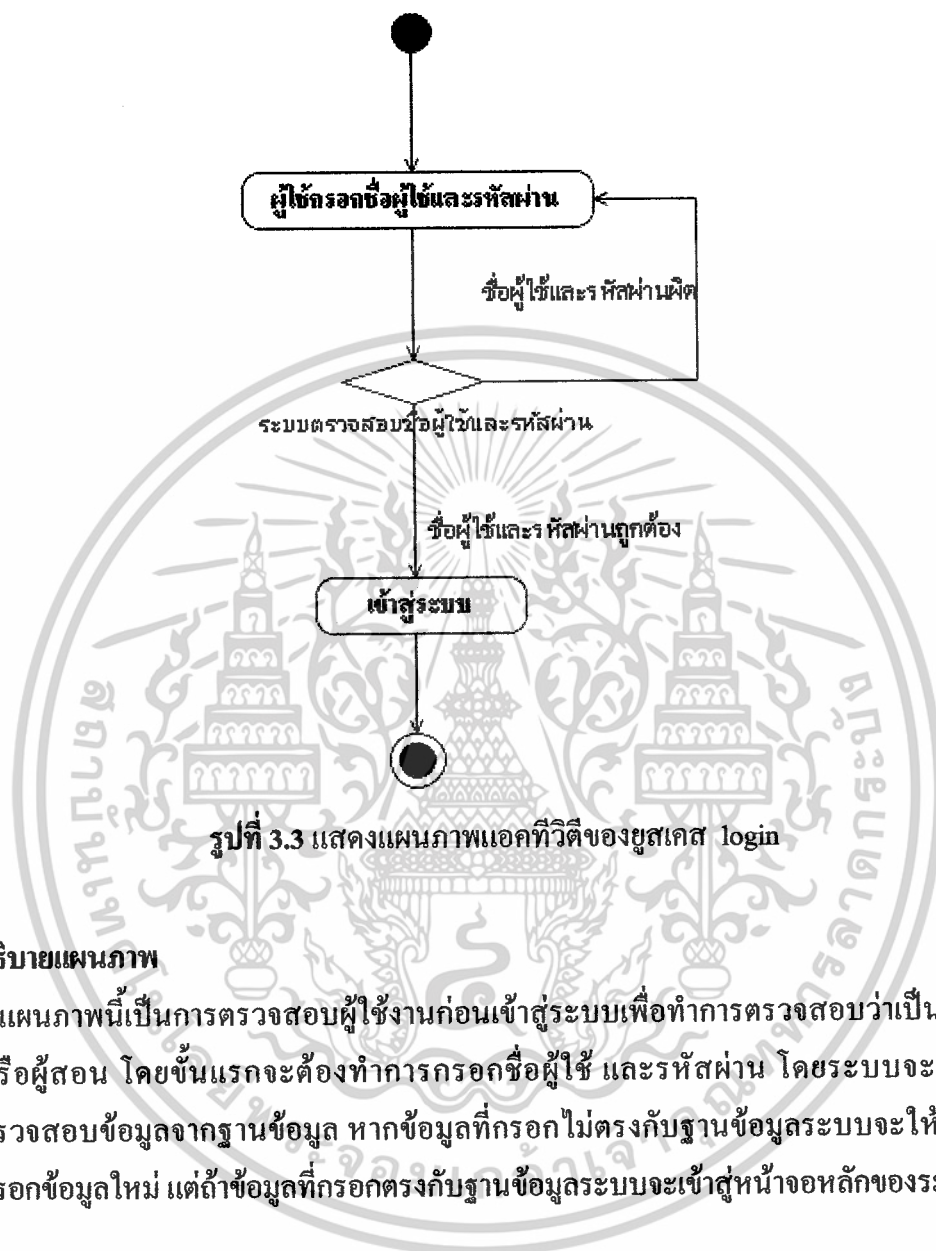 ผู้ใช้กรอกชื่อผู้ใช้และรหัสผ่าน
ชื่อผู้ใช้และรหัสผ่านผิด
ระบบตรวจสอบชื่อผู้ใช้และรหัสผ่าน
ชื่อผู้ใช้และรหัสผ่านถูกต้อง
เข้าสู่ระบบ
รูปที่ 3.3 แสดงแผนภาพแอคทีวิตีของยูสเคส login
ธิบายแผนภาพ
แผนภาพนี้เป็นการตรวจสอบผู้ใช้งานก่อนเข้าสู่ระบบเพื่อทำการตรวจสอบว่าเป็น
รือผู้สอน โดยขั้นแรกจะต้องทำการกรอกชื่อผู้ใช้ และรหัสผ่าน โดยระบบจะ
รวจสอบข้อมูลจากฐานข้อมูล หากข้อมูลที่กรอกไม่ตรงกับฐานข้อมูลระบบจะให้
รอกข้อมูลใหม่ แต่ถ้าข้อมูลที่กรอกตรงกับฐานข้อมูลระบบจะเข้าสู่หน้าจอหลักของระ